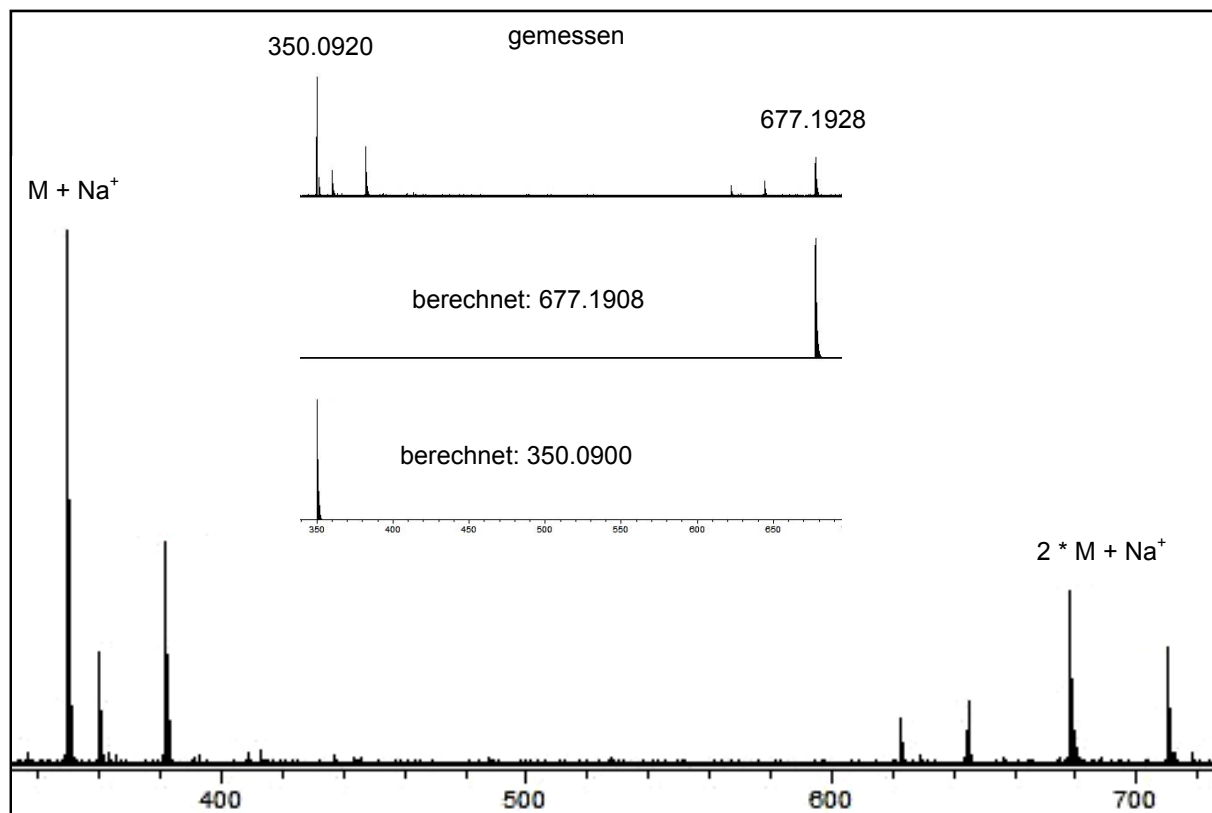 gemessen
350.0920
677.1928
M + Na⁺
berechnet: 677.1908
berechnet: 350.0900
350 400 450 500 550 600 650
2 * M + Na⁺
400 500 600 700